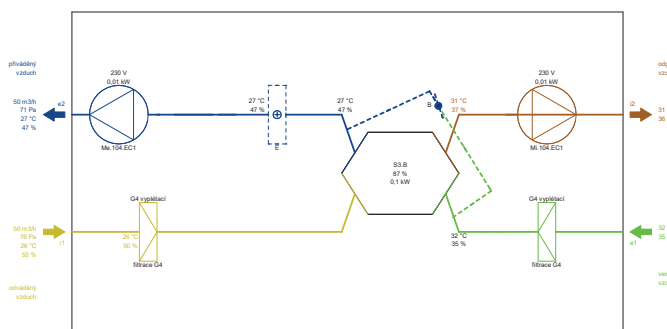 přiváděný
vzduch
50 m3/h
71 Pa
27 °C
47 %
e2
230 V
0,01 kW
Me.104.EC1
27 °C
47 %
E
27 °C
47 %
B
31 °C
37 %
230 V
0,01 kW
Mi.104.EC1
i2
31
36
S3.B
87 %
0,1 kW
50 m3/h
76 Pa
26 °C
50 %
i1
odváděný
vzduch
G4 vyplétací
26 °C
50 %
filtrace G4
32 °C
35 %
G4 vyplétací
filtrace G4
e1
32
35